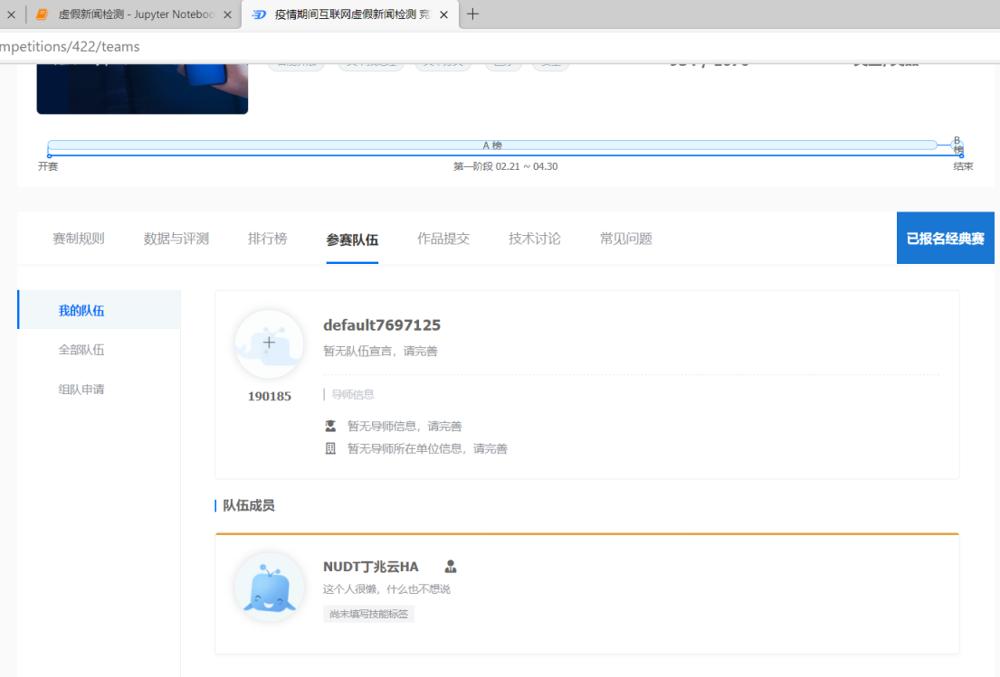 虚假新闻检测 - Jupyter Noteboo
疫情期间互联网虚假新闻检测 竞
mpetitions/422/teams
A 榜
B
榜
开赛
第一阶段 02.21 ~ 04.30
结束
赛制规则
数据与评测
排行榜
参赛队伍
作品提交
技术讨论
常见问题
已报名经典赛
我的队伍
全部队伍
组队申请
default7697125
暂无队伍宣言，请完善
190185
导师信息
暂无导师信息，请完善
暂无导师所在单位信息，请完善
队伍成员
NUDT丁兆云HA
这个人很懒，什么也不想说
尚未填写技能标签